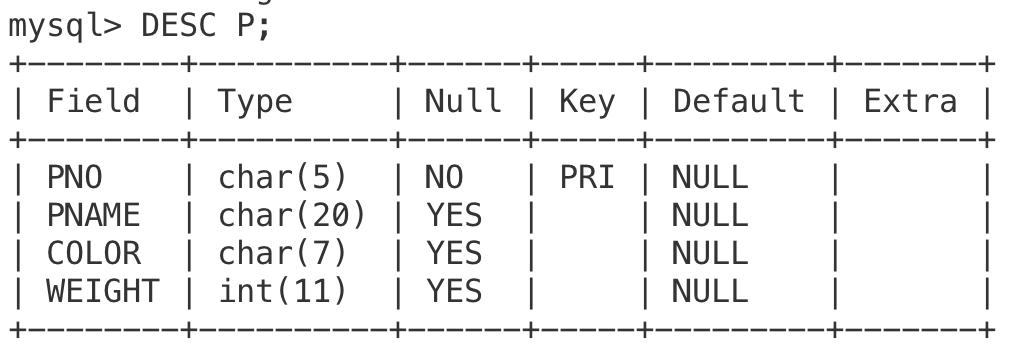 mysql> DESC P;
+--------+----------+------+-----+---------+-------+
| Field | Type | Null | Key | Default | Extra |
+--------+----------+------+-----+---------+-------+
| PNO | char(5) | NO | PRI | NULL | |
| PNAME | char(20) | YES | | NULL | |
| COLOR | char(7) | YES | | NULL | |
| WEIGHT | int(11) | YES | | NULL | |
+--------+----------+------+-----+---------+-------+